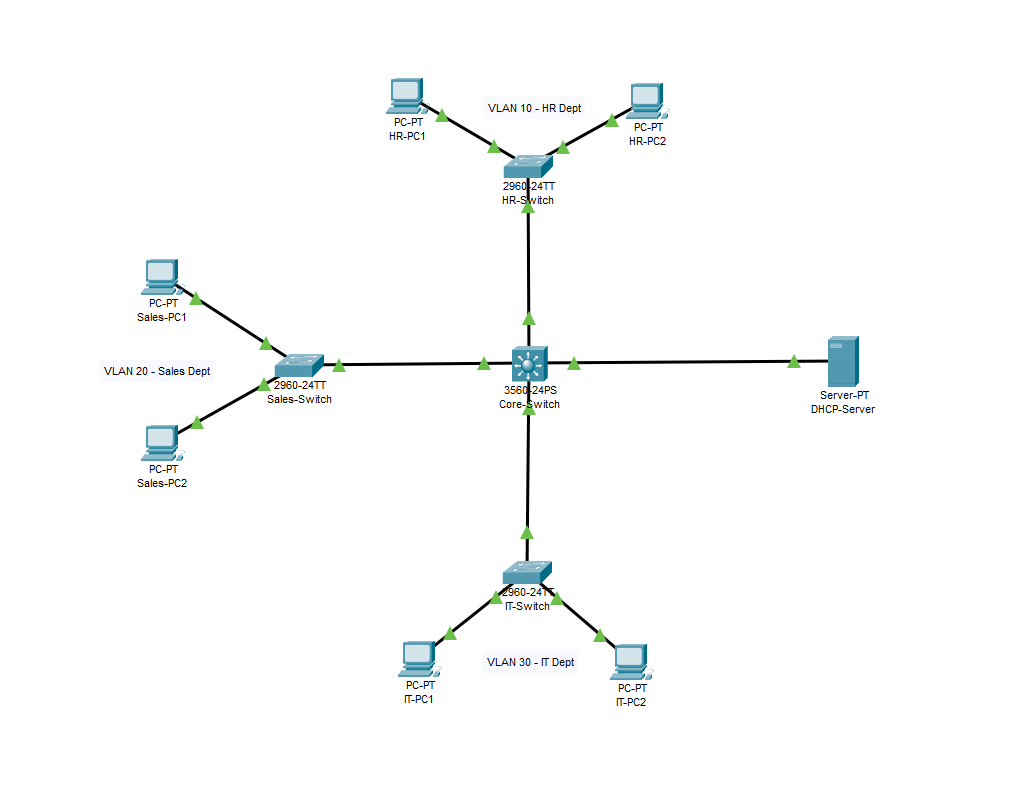 PC-PT
HR-PC1
VLAN 10 - HR Dept
PC-PT
HR-PC2
2960-24TT
HR-Switch
PC-PT
Sales-PC1
VLAN 20 - Sales Dept
2960-24TT
Sales-Switch
3560-24PS
Core-Switch
Server-PT
DHCP-Server
PC-PT
Sales-PC2
2960-24TT
IT-Switch
VLAN 30 - IT Dept
PC-PT
IT-PC1
PC-PT
IT-PC2